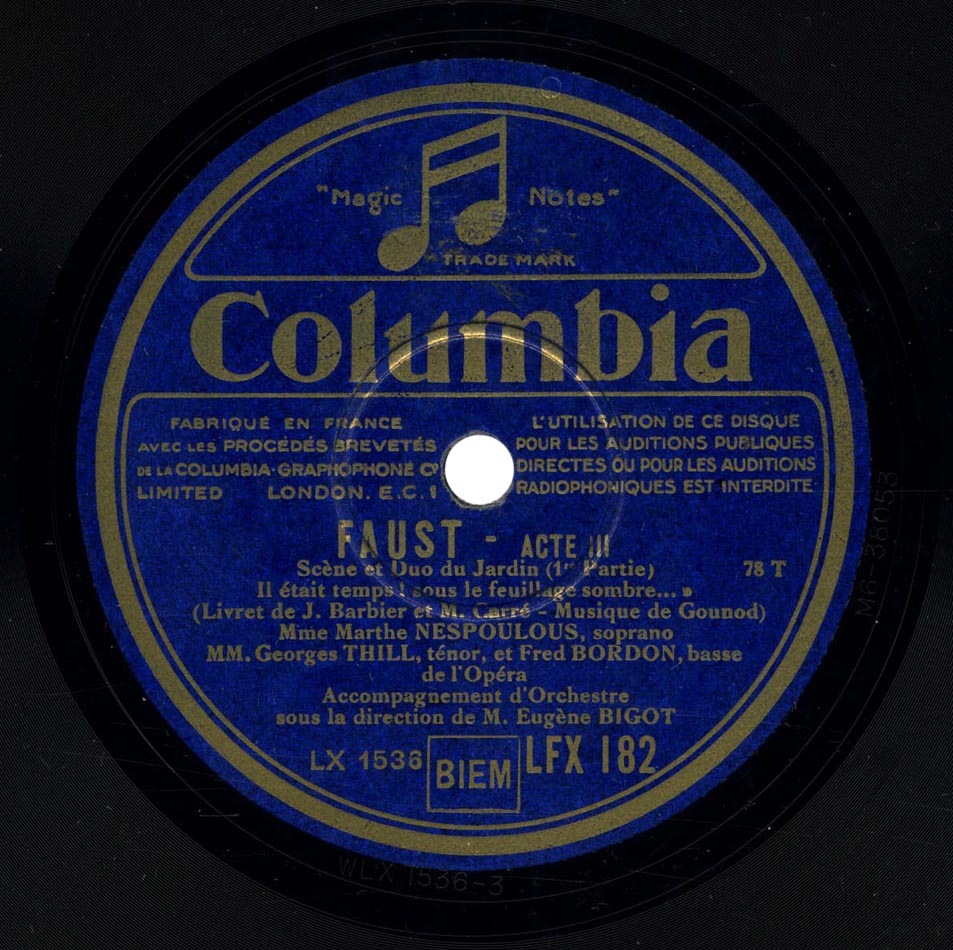 "Magic Notes"
TRADE MARK
Columbia
FABRIQUÉ EN FRANCE
AVEC LES PROCÉDÉS BREVETÉS
DE LA COLUMBIA-GRAPHOPHONE Cº
LIMITED LONDON. E.C.1
L'UTILISATION DE CE DISQUE
POUR LES AUDITIONS PUBLIQUES
DIRECTES OU POUR LES AUDITIONS
RADIOPHONIQUES EST INTERDITE
FAUST - ACTE III
Scène et Duo du Jardin (1re Partie) 78 T
Il était temps ! sous le feuillage sombre... »
(Livret de J. Barbier et M. Carré - Musique de Gounod)
Mme Marthe NESPOULOUS, soprano
MM. Georges THILL, ténor, et Fred BORDON, basse
de l'Opéra
Accompagnement d'Orchestre
sous la direction de M. Eugène BIGOT
LX 1536 BIEM LFX 182
WLX 1536-3
M6-38053